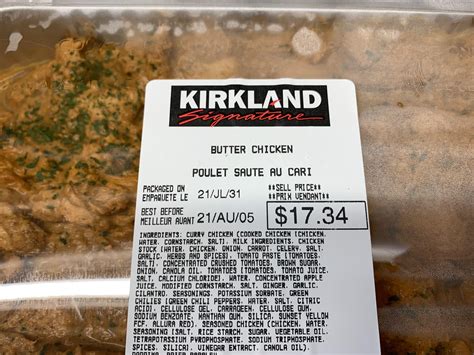 KIRKLAND
Signature
BUTTER CHICKEN
POULET SAUTE AU CARI
PACKAGED ON
EMPAQUETE LE 21/JL/31
**SELL PRICE**
**PRIX VENDANT**
BEST BEFORE
MEILLEUR AVANT 21/AU/05
$17.34
INGREDIENTS: CURRY CHICKEN (COOKED CHICKEN (CHICKEN,
WATER, CORNSTARCH, SALT), MILK INGREDIENTS, CHICKEN
STOCK (WATER, CHICKEN, ONION, CARROT, CELERY, SALT,
GARLIC, HERBS AND SPICES), TOMATO PASTE (TOMATOES,
SALT), CONCENTRATED CRUSHED TOMATOES, BROWN SUGAR,
ONION, CANOLA OIL, TOMATOES (TOMATOES, TOMATO JUICE,
SALT, CALCIUM CHLORIDE), WATER, CONCENTRATED APPLE
JUICE, MODIFIED CORNSTARCH, SALT, GINGER, GARLIC,
CILANTRO, SEASONINGS, POTASSIUM SORBATE, GREEN
CHILIES (GREEN CHILI PEPPERS, WATER, SALT, CITRIC
ACID), CELLULOSE GEL, CARRAGEEN, CELLULOSE GUM,
SODIUM BENZOATE, XANTHAN GUM, SILICA, SUNSET YELLOW
FCF, ALLURA RED), SEASONED CHICKEN (CHICKEN, WATER,
SEASONING (SALT, RICE STARCH, SUGAR, VEGETABLE OIL,
TETRAPOTASSIUM PYROPHOSPHATE, SODIUM TRIPHOSPHATE,
SPICES, SILICA), VINEGAR EXTRACT, CANOLA OIL),